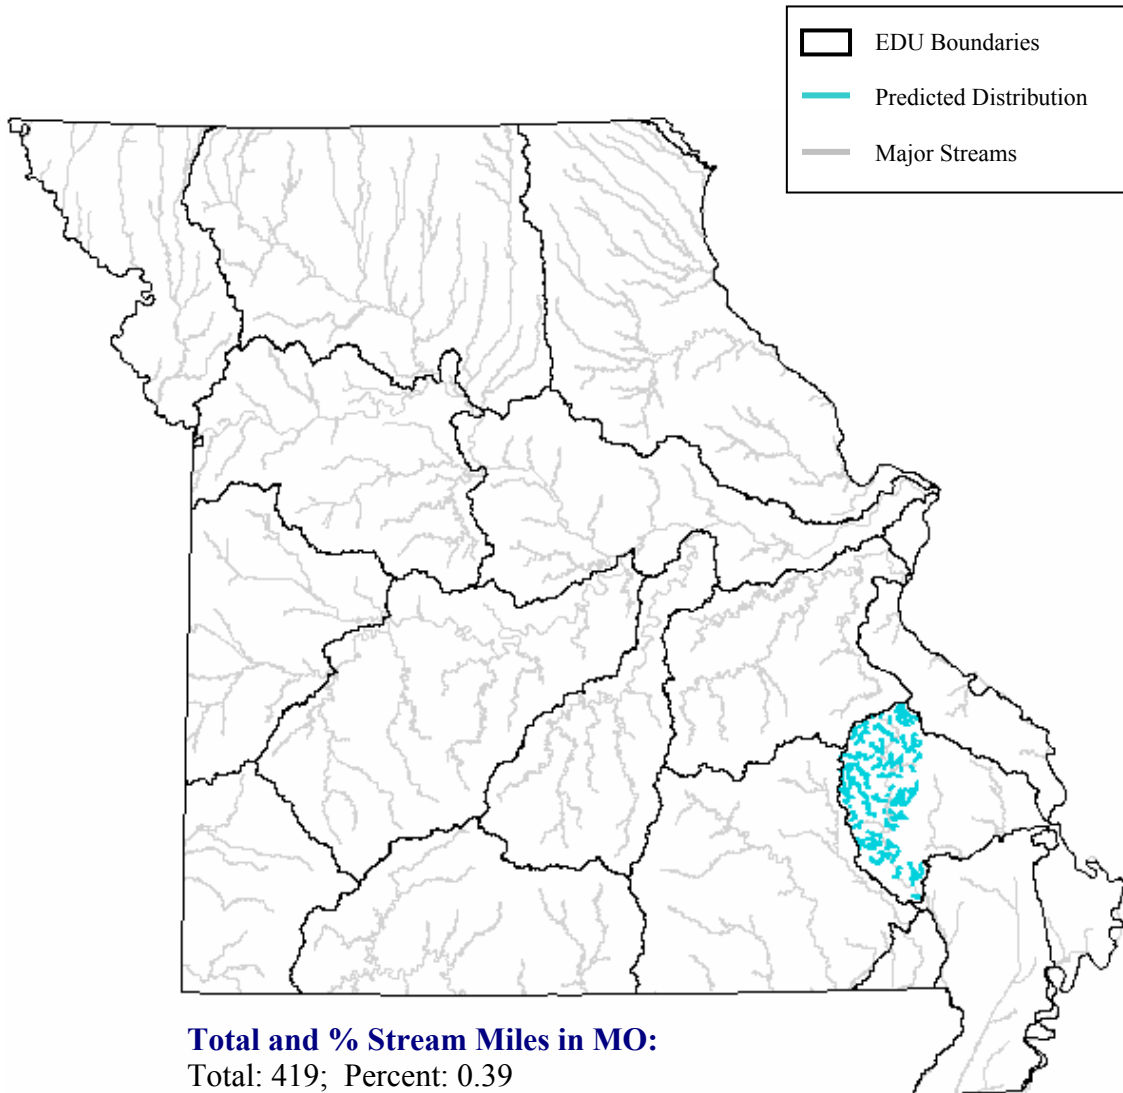 EDU Boundaries
Predicted Distribution
Major Streams
Total and % Stream Miles in MO:
Total: 419; Percent: 0.39